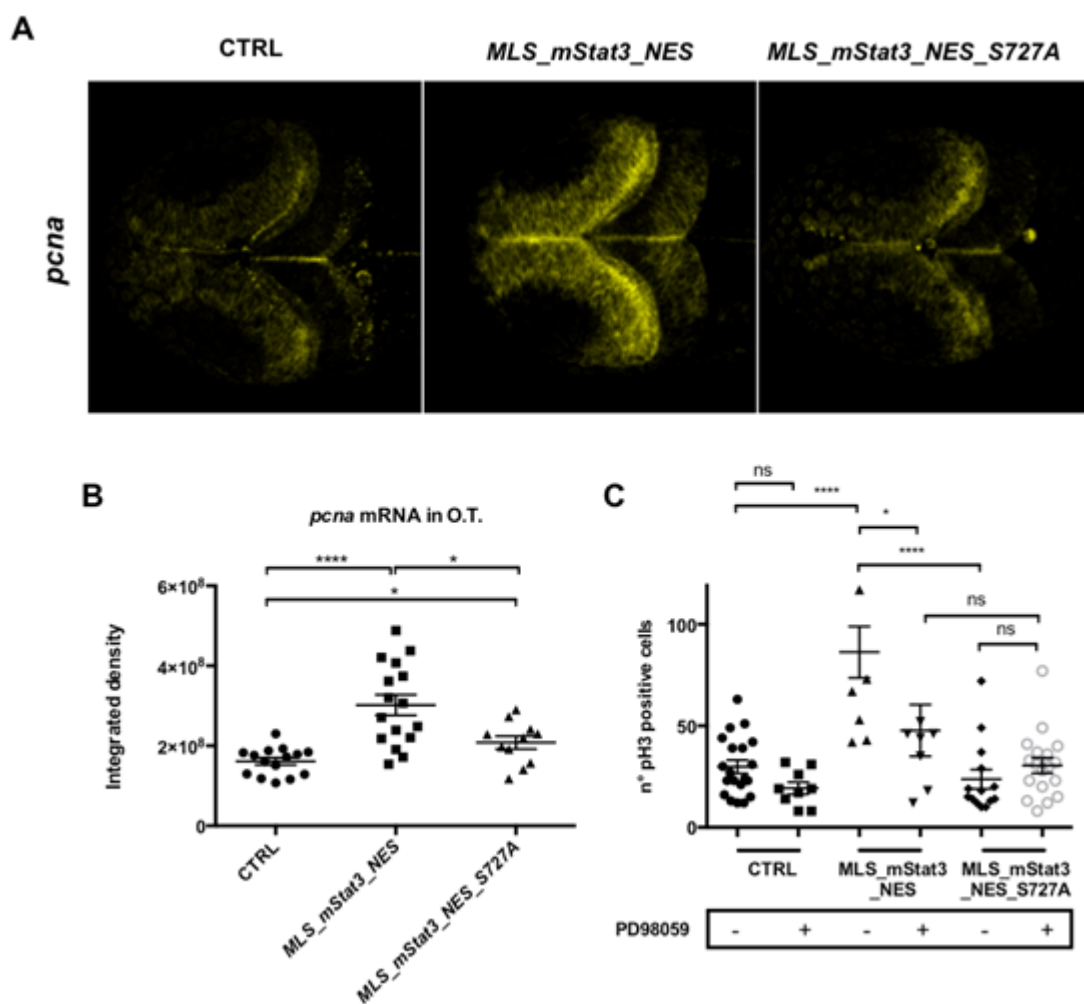 A
CTRL
MLS_mStat3_NES
MLS_mStat3_NES_S727A
pcna
B
pcna mRNA in O.T.
****
*
*
6×10⁸
4×10⁸
2×10⁸
0
Integrated density
CTRL
MLS_mStat3_NES
MLS_mStat3_NES_S727A
C
ns
****
*
****
ns
ns
100
50
0
n° pH3 positive cells
CTRL
MLS_mStat3
_NES
MLS_mStat3
_NES_S727A
PD98059
- + - + - +